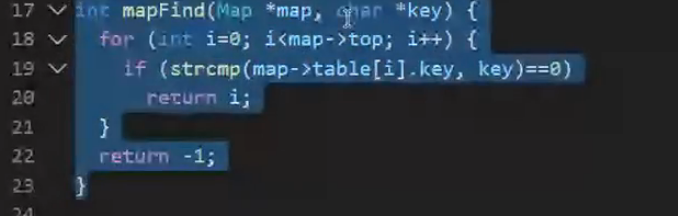 17 int mapFind(Map *map, char *key) {
18 for (int i=0; i<map->top; i++) {
19 if (strcmp(map->table[i].key, key)==0)
20 return i;
21 }
22 return -1;
23 }
24